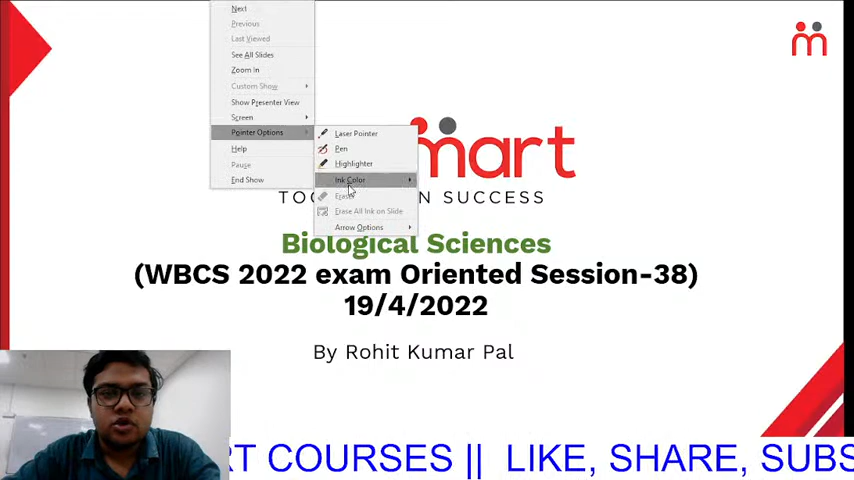 Next
Previous
Last Viewed
See All Slides
Zoom In
Custom Show
Show Presenter View
Screen
Pointer Options
Help
Pause
End Show
Laser Pointer
Pen
Highlighter
Ink Color
Eraser
Erase All Ink on Slide
Arrow Options
mart
TO N SUCCESS
Biological Sciences
(WBCS 2022 exam Oriented Session-38)
19/4/2022
By Rohit Kumar Pal
RT COURSES || LIKE, SHARE, SUBS